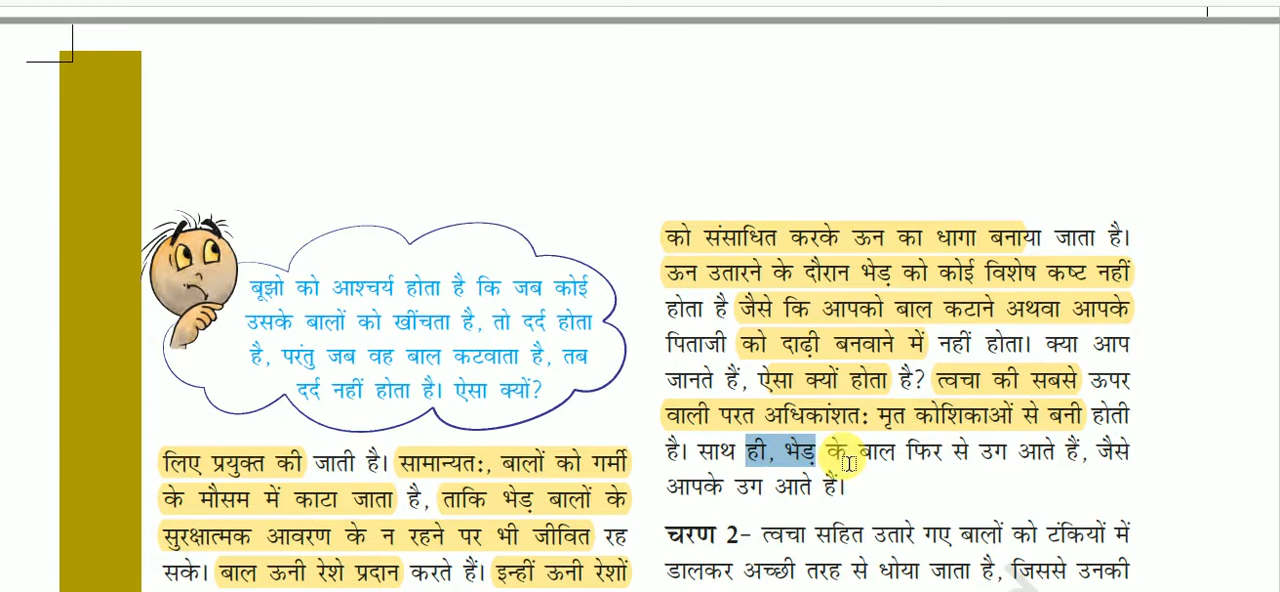 बूझो को आश्चर्य होता है कि जब कोई
उसके बालों को खींचता है, तो दर्द होता
है, परंतु जब वह बाल कटवाता है, तब
दर्द नहीं होता है। ऐसा क्यों?
लिए प्रयुक्त की जाती है। सामान्यत:, बालों को गर्मी
के मौसम में काटा जाता है, ताकि भेड़ बालों के
सुरक्षात्मक आवरण के न रहने पर भी जीवित रह
सके। बाल ऊनी रेशे प्रदान करते हैं। इन्हीं ऊनी रेशों
को संसाधित करके ऊन का धागा बनाया जाता है।
ऊन उतारने के दौरान भेड़ को कोई विशेष कष्ट नहीं
होता है जैसे कि आपको बाल कटाने अथवा आपके
पिताजी को दाढ़ी बनवाने में नहीं होता। क्या आप
जानते हैं, ऐसा क्यों होता है? त्वचा की सबसे ऊपर
वाली परत अधिकांशत: मृत कोशिकाओं से बनी होती
है। साथ ही, भेड़ के बाल फिर से उग आते हैं, जैसे
आपके उग आते हैं।
चरण 2- त्वचा सहित उतारे गए बालों को टंकियों में
डालकर अच्छी तरह से धोया जाता है, जिससे उनकी